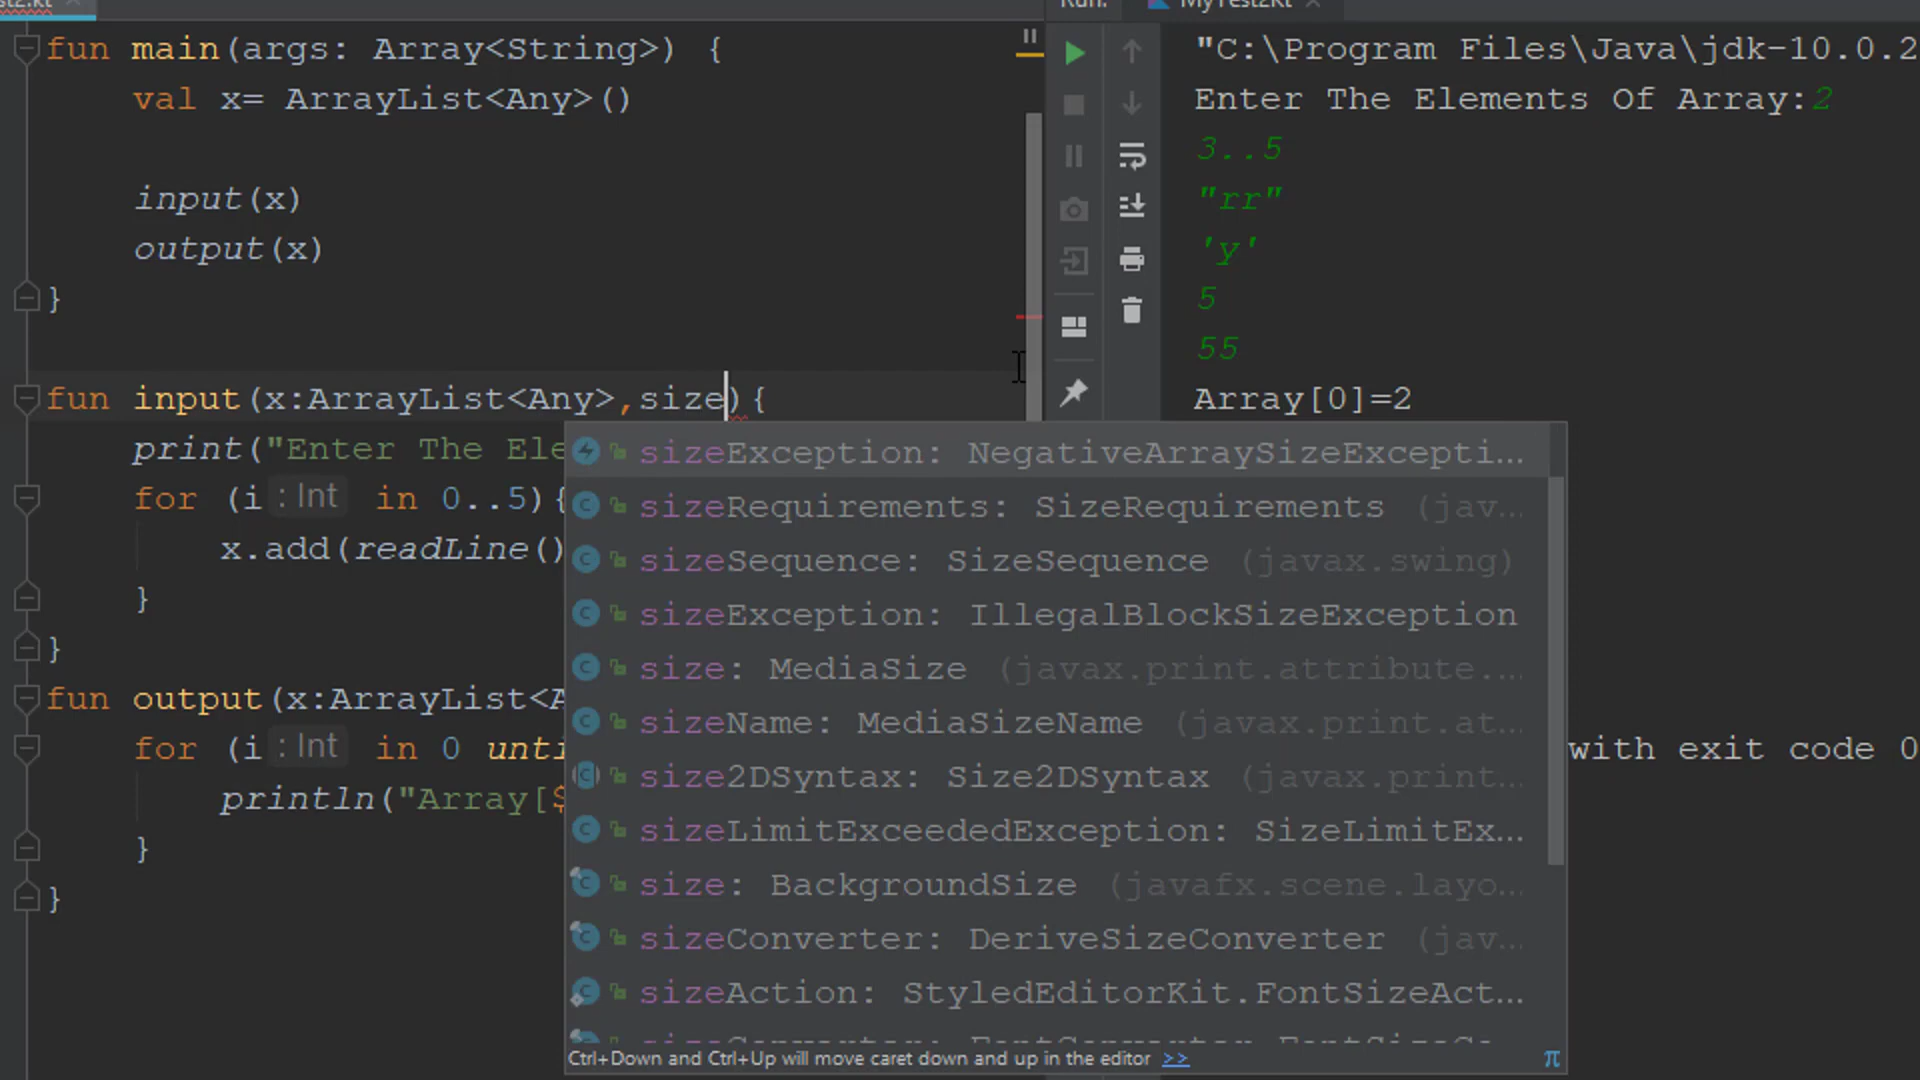 Run:
MyTest2Kt
fun main(args: Array<String>) {
val x= ArrayList<Any>()
input(x)
output(x)
}
fun input(x:ArrayList<Any>,size){
print("Enter The Ele
for (i :Int in 0..5){
x.add(readLine()
}
}
fun output(x:ArrayList<A
for (i :Int in 0 unti
println("Array[$
}
}
sizeException: NegativeArraySizeExcepti...
sizeRequirements: SizeRequirements (jav...
sizeSequence: SizeSequence (javax.swing)
sizeException: IllegalBlockSizeException
size: MediaSize (javax.print.attribute....
sizeName: MediaSizeName (javax.print.at...
size2DSyntax: Size2DSyntax (javax.print...
sizeLimitExceededException: SizeLimitEx...
size: BackgroundSize (javafx.scene.layo...
sizeConverter: DeriveSizeConverter (jav...
sizeAction: StyledEditorKit.FontSizeAct...
Ctrl+Down and Ctrl+Up will move caret down and up in the editor >>
π
"C:\Program Files\Java\jdk-10.0.2
Enter The Elements Of Array:2
3..5
"rr"
'y'
5
55
Array[0]=2
with exit code 0